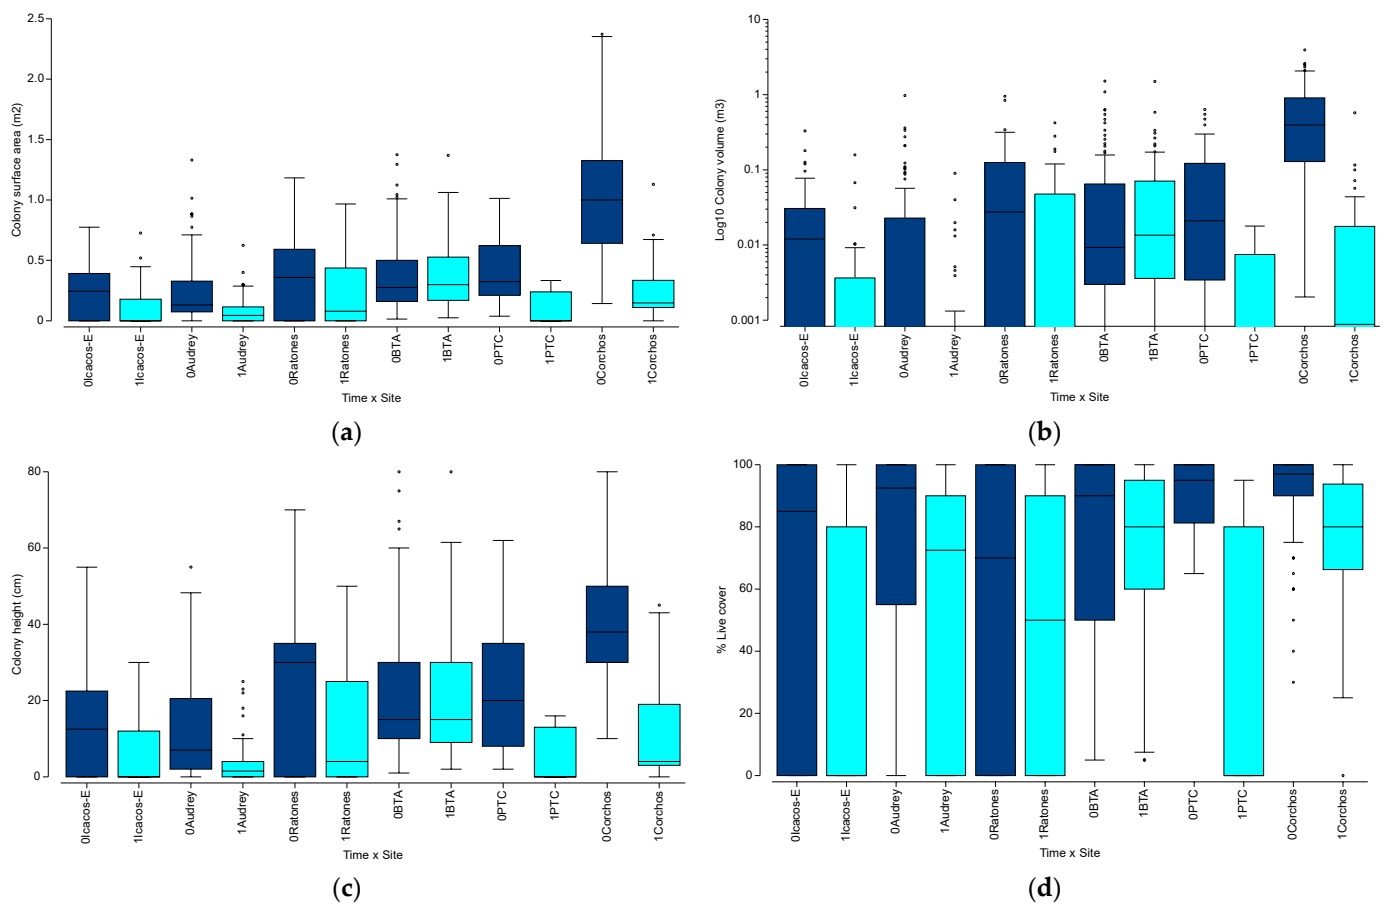 2.5
2.0
1.5
1.0
0.5
0
Colony surface area (m2)
0Icacos-E
1Icacos-E
0Audrey
1Audrey
0Ratones
1Ratones
0BTA
1BTA
0PTC
1PTC
0Corchos
1Corchos
Time x Site
(a)
10
1
0.1
0.01
0.001
Log10 Colony volume (m3)
0Icacos-E
1Icacos-E
0Audrey
1Audrey
0Ratones
1Ratones
0BTA
1BTA
0PTC
1PTC
0Corchos
1Corchos
Time x Site
(b)
80
60
40
20
0
Colony height (cm)
0Icacos-E
1Icacos-E
0Audrey
1Audrey
0Ratones
1Ratones
0BTA
1BTA
0PTC
1PTC
0Corchos
1Corchos
Time x Site
(c)
100
80
60
40
20
0
% Live cover
0Icacos-E
1Icacos-E
0Audrey
1Audrey
0Ratones
1Ratones
0BTA
1BTA
0PTC
1PTC
0Corchos
1Corchos
Time x Site
(d)